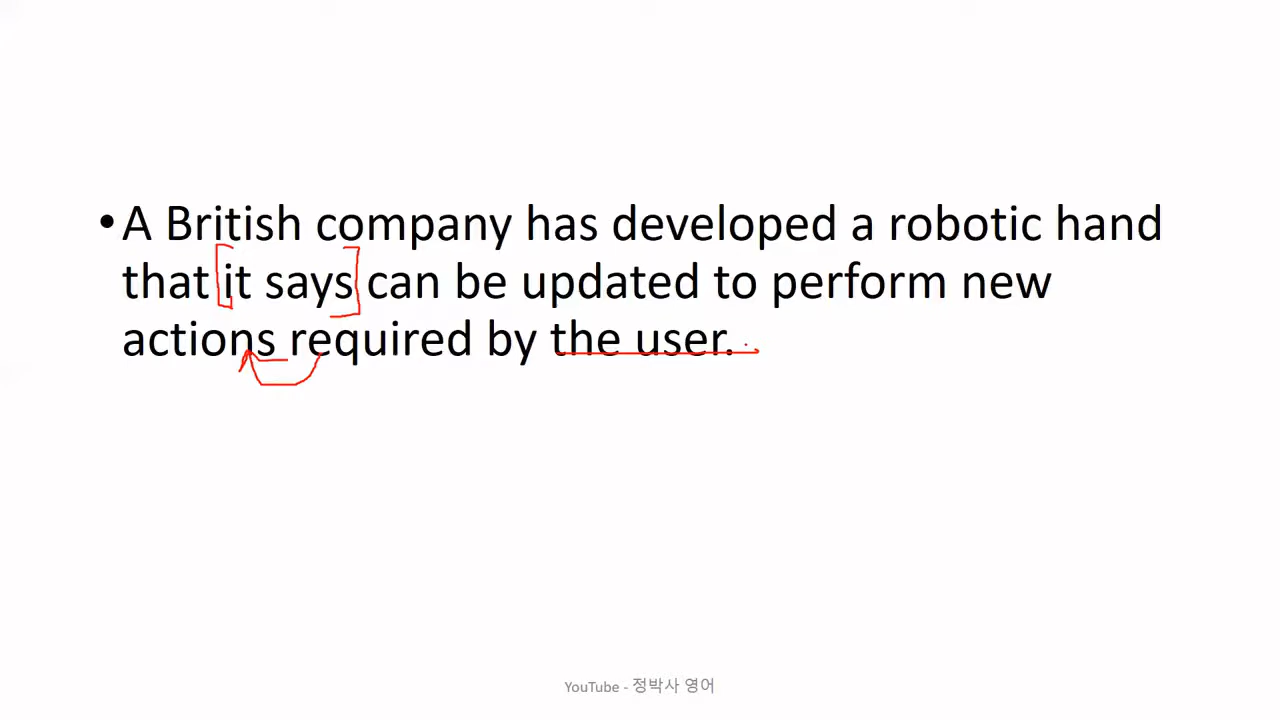 •A British company has developed a robotic hand
that [it says] can be updated to perform new
actions required by the user.
YouTube - 정박사 영어